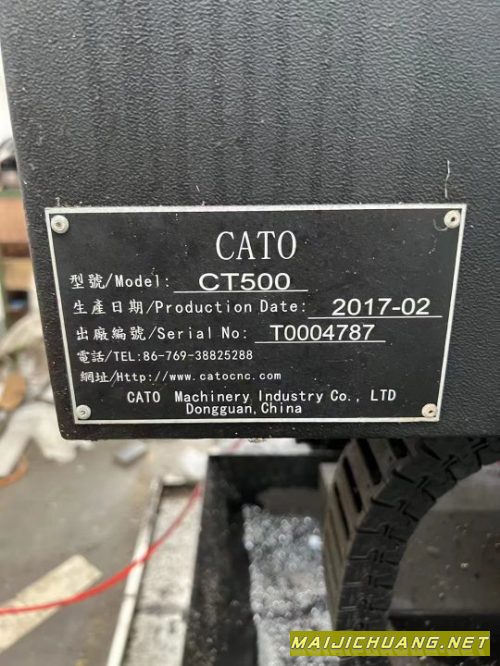 CATO
型號/Model: CT500
生產日期/Production Date: 2017-02
出廠編號/Serial No: T0004787
電話/TEL:86-769-38825288
網址/Http://www.catocnc.com
CATO Machinery Industry Co., LTD
Dongguan,China
MAIJICHUANG.NET